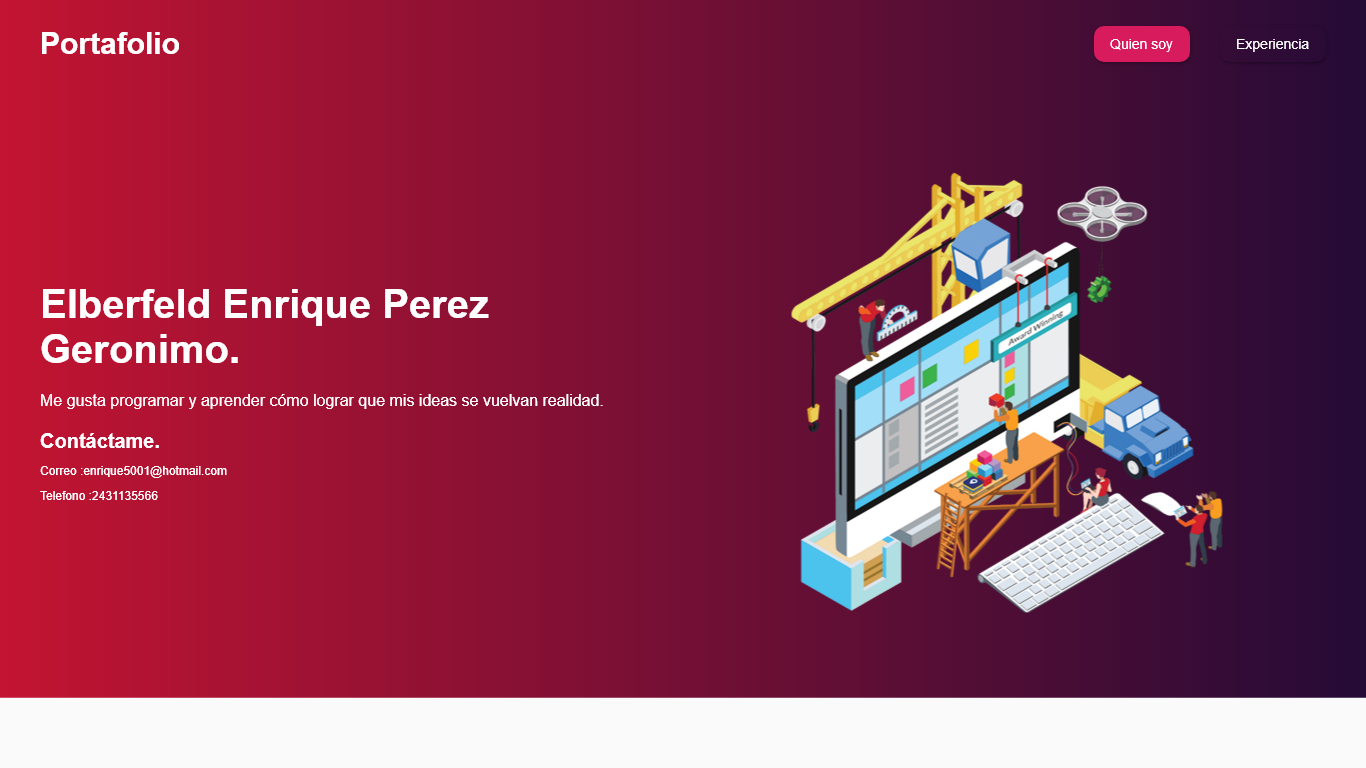 Portafolio
Quien soy
Experiencia
Elberfeld Enrique Perez
Geronimo.
Me gusta programar y aprender cómo lograr que mis ideas se vuelvan realidad.
Contáctame.
Correo :enrique5001@hotmail.com
Telefono :2431135566
Award Winning